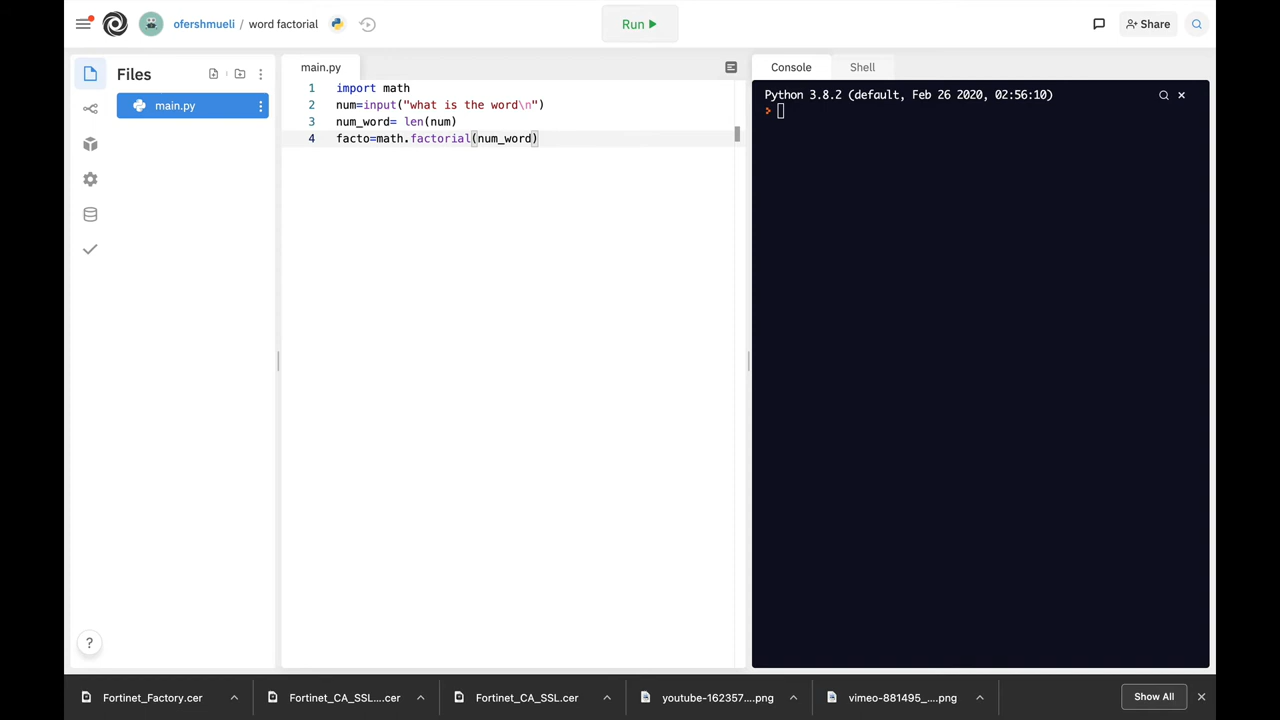 ofershmueli / word factorial
Run
Share
Files
main.py
main.py
1 import math
2 num=input("what is the word\n")
3 num_word= len(num)
4 facto=math.factorial(num_word)
Console
Shell
Python 3.8.2 (default, Feb 26 2020, 02:56:10)
>
?
Fortinet_Factory.cer
Fortinet_CA_SSL....cer
Fortinet_CA_SSL.cer
youtube-162357....png
vimeo-881495_....png
Show All